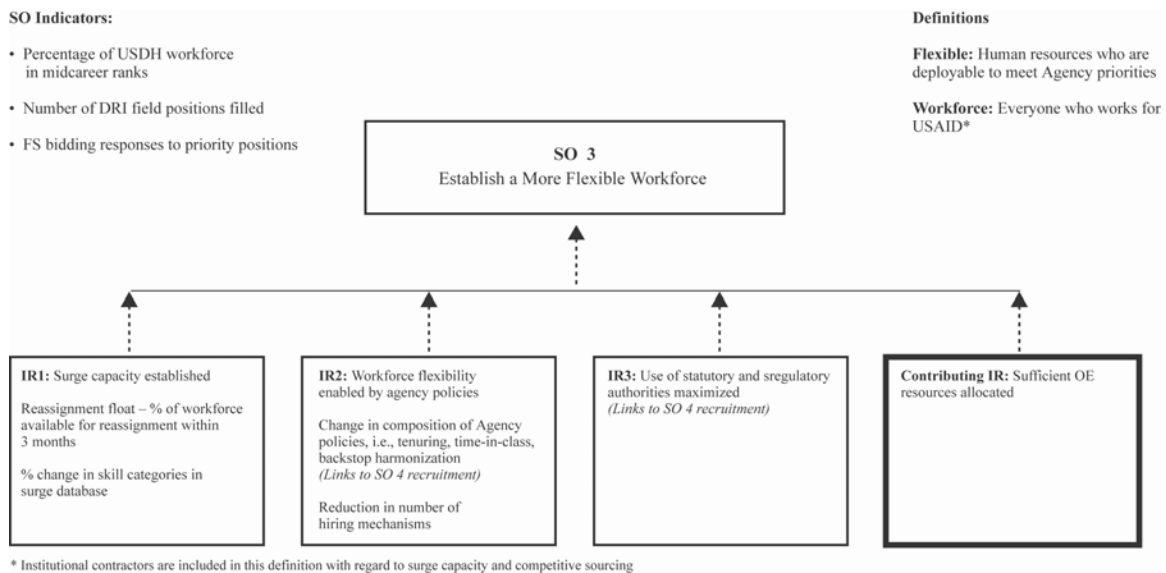 SO Indicators:
• Percentage of USDH workforce
in midcareer ranks
• Number of DRI field positions filled
• FS bidding responses to priority positions
Definitions
Flexible: Human resources who are
deployable to meet Agency priorities
Workforce: Everyone who works for
USAID*
SO 3
Establish a More Flexible Workforce
IR1: Surge capacity established
Reassignment float – % of workforce
available for reassignment within
3 months
% change in skill categories in
surge database
IR2: Workforce flexibility
enabled by agency policies
Change in composition of Agency
policies, i.e., tenuring, time-in-class,
backstop harmonization
(Links to SO 4 recruitment)
Reduction in number of
hiring mechanisms
IR3: Use of statutory and sregulatory
authorities maximized
(Links to SO 4 recruitment)
Contributing IR: Sufficient OE
resources allocated
* Institutional contractors are included in this definition with regard to surge capacity and competitive sourcing